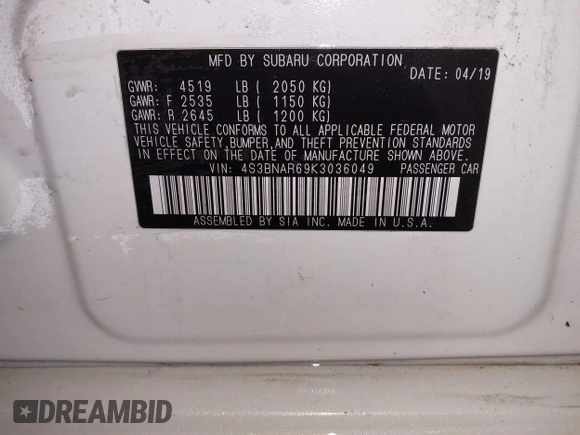 MFD BY SUBARU CORPORATION
DATE: 04/19
GVWR: 4519 LB ( 2050 KG)
GAWR: F 2535 LB ( 1150 KG)
GAWR: R 2645 LB ( 1200 KG)
THIS VEHICLE CONFORMS TO ALL APPLICABLE FEDERAL MOTOR
VEHICLE SAFETY,BUMPER,AND THEFT PREVENTION STANDARDS
IN EFFECT ON THE DATE OF MANUFACTURE SHOWN ABOVE.
VIN: 4S3BNAR69K3036049 PASSENGER CAR
ASSEMBLED BY SIA INC. MADE IN U.S.A.
DREAMBID